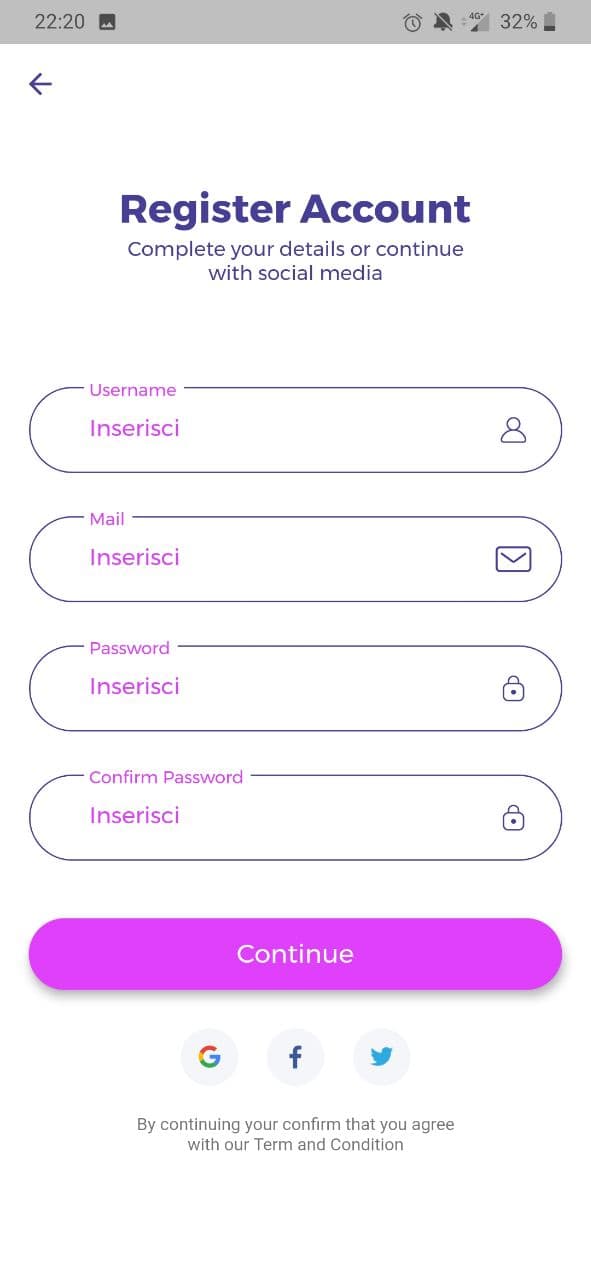 22:20 4G+ 32%
Register Account
Complete your details or continue
with social media
Username
Inserisci
Mail
Inserisci
Password
Inserisci
Confirm Password
Inserisci
Continue
By continuing your confirm that you agree
with our Term and Condition